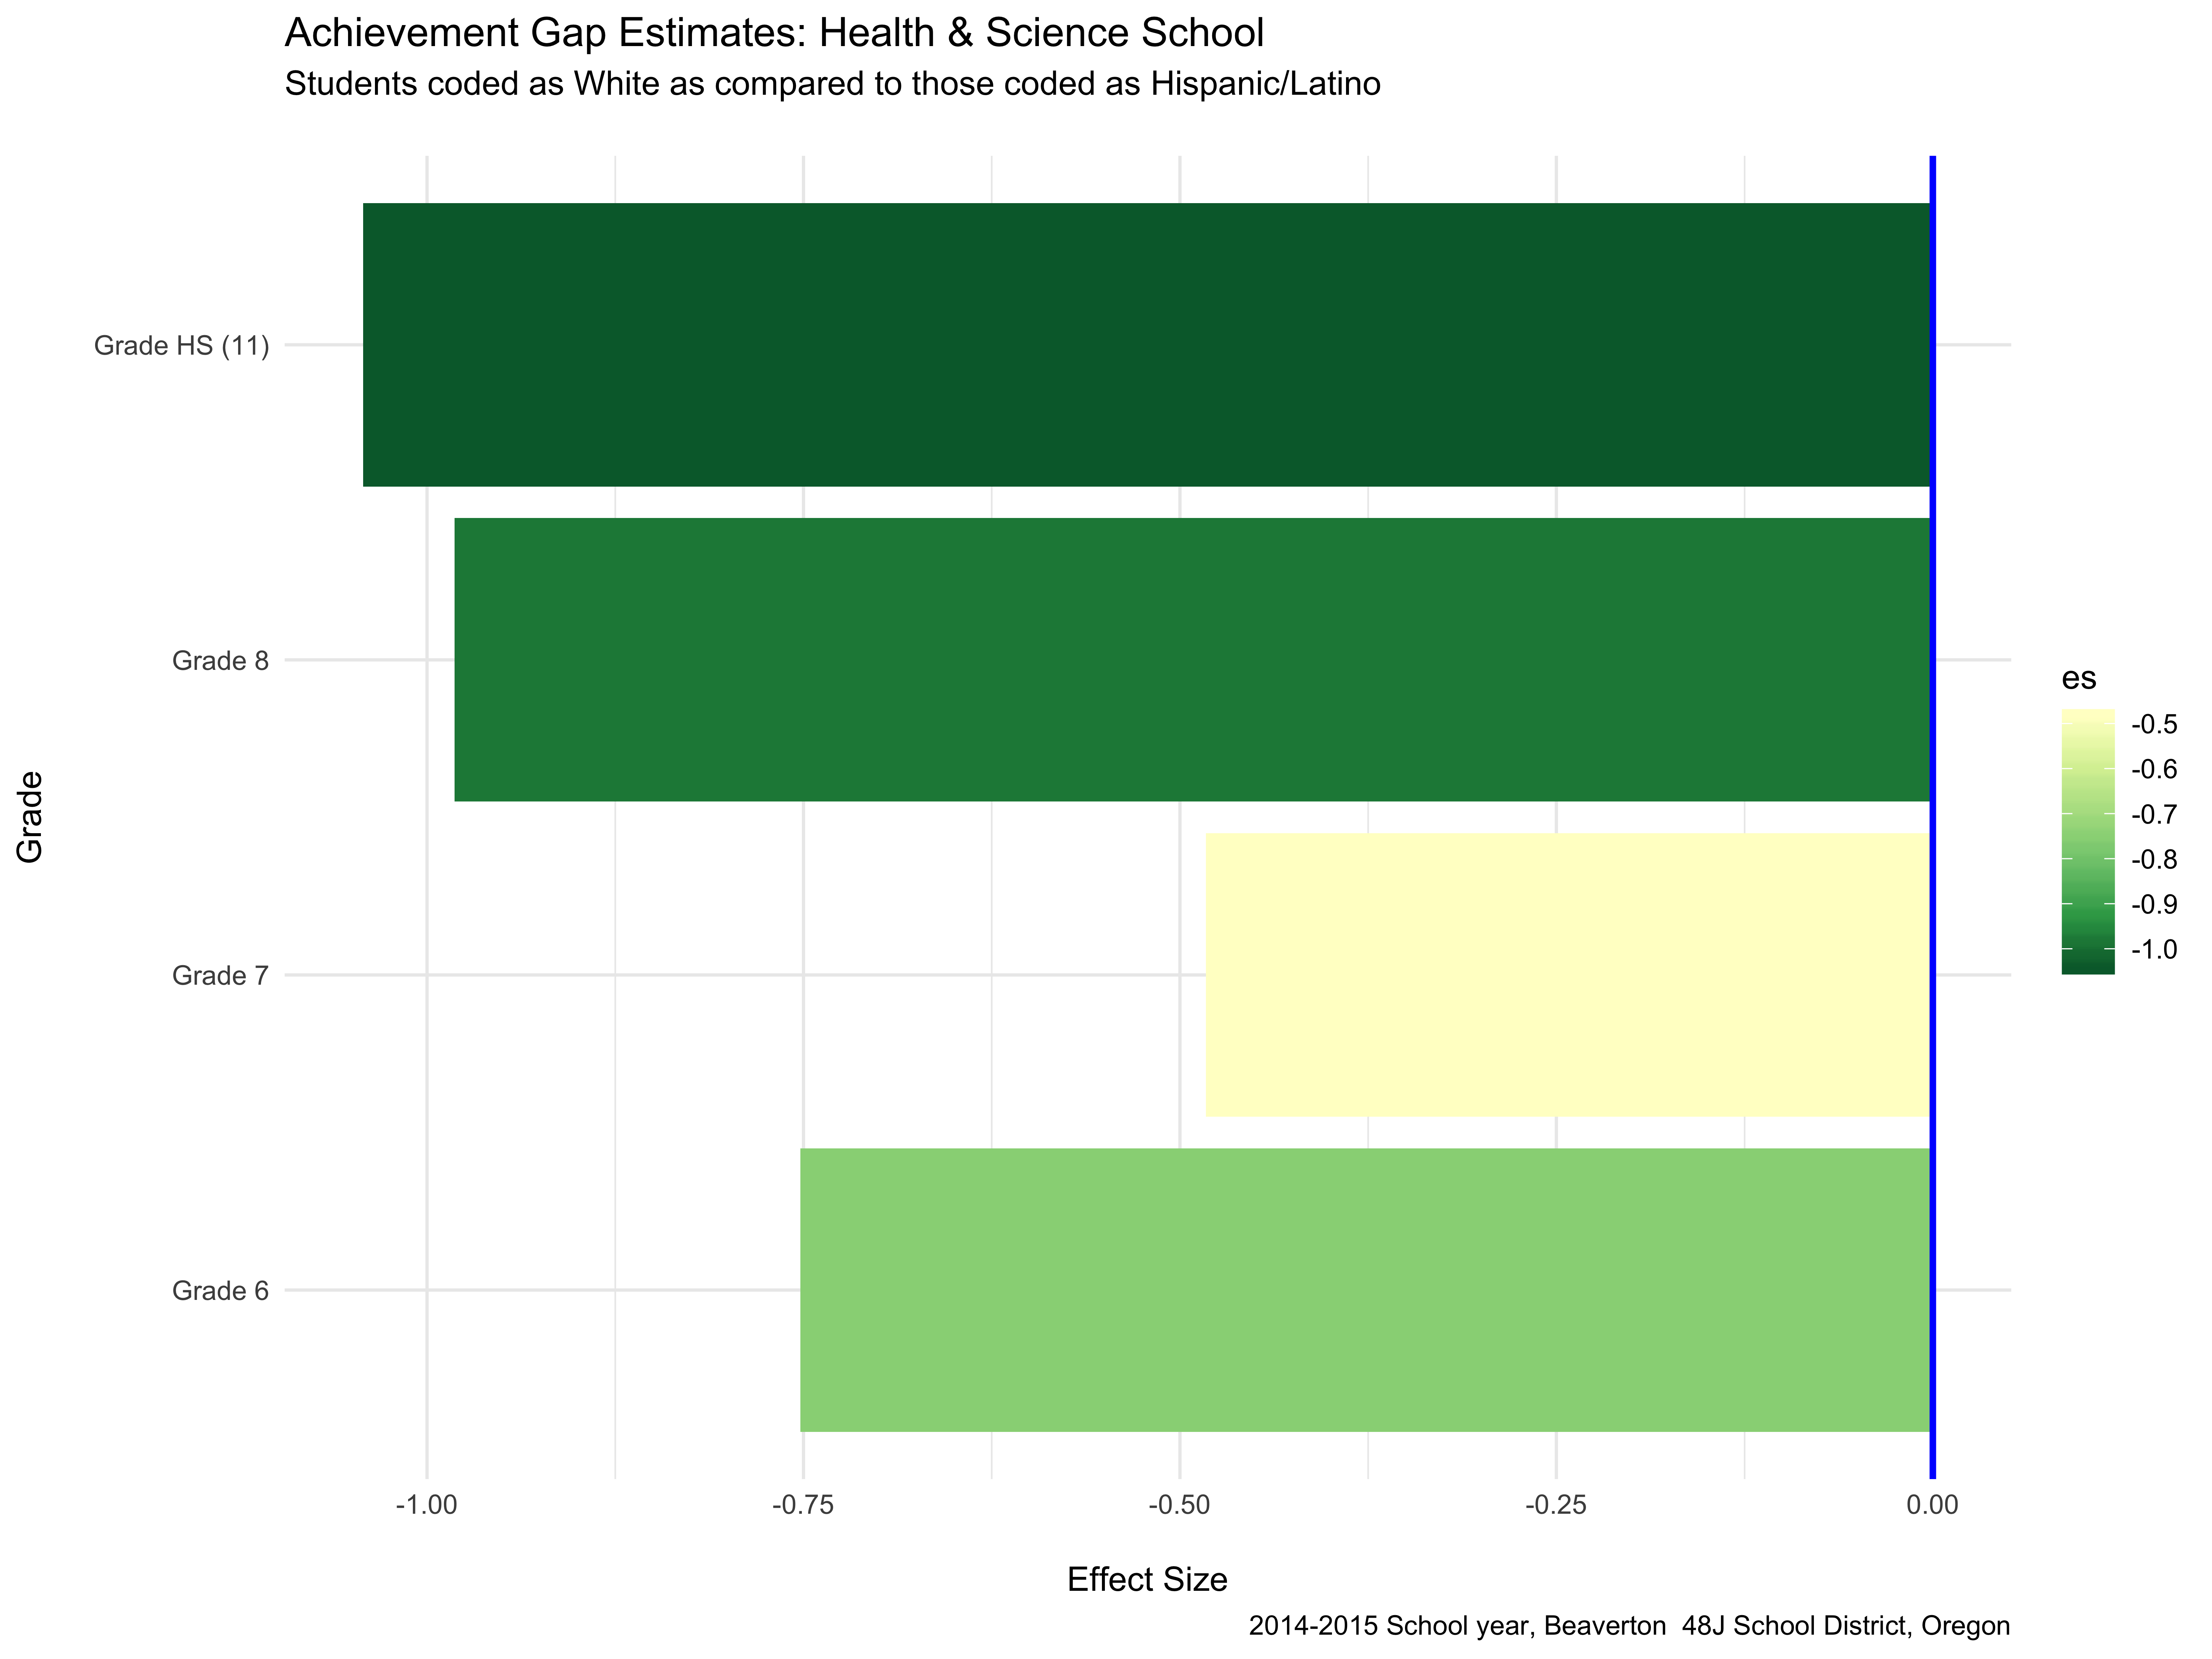 Achievement Gap Estimates: Health & Science School
Students coded as White as compared to those coded as Hispanic/Latino
Grade
Grade HS (11)
Grade 8
Grade 7
Grade 6
-1.00
-0.75
-0.50
-0.25
0.00
Effect Size
es
-0.5
-0.6
-0.7
-0.8
-0.9
-1.0
2014-2015 School year, Beaverton  48J School District, Oregon